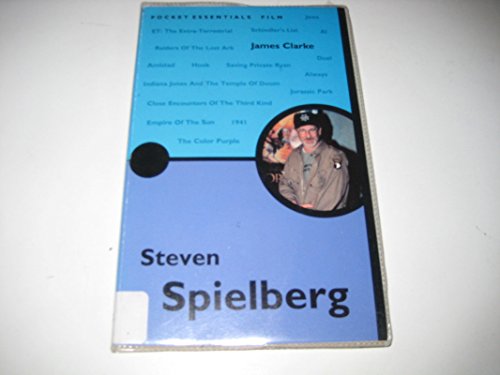 POCKET ESSENTIALS FILM Jaws
ET: The Extra-Terrestrial Schindler's List AI
Raiders Of The Lost Ark James Clarke
Duel
Amistad Hook Saving Private Ryan
Always
Indiana Jones And The Temple Of Doom
Jurassic Park
Close Encounters Of The Third Kind
Empire Of The Sun 1941
The Color Purple
Steven
Spielberg